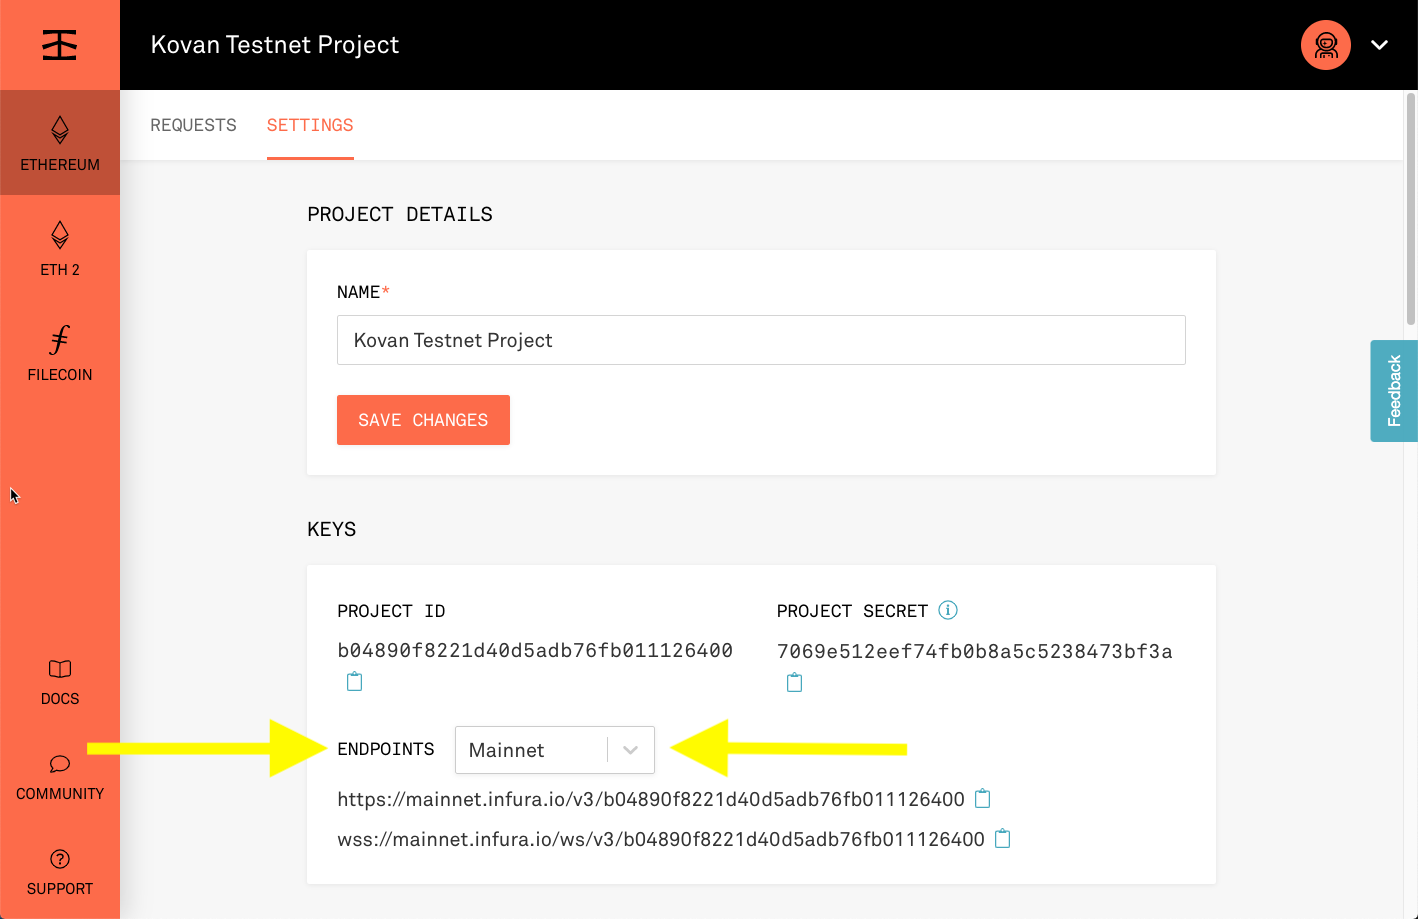 Kovan Testnet Project
REQUESTS SETTINGS
ETHEREUM
ETH 2
FILECOIN
DOCS
COMMUNITY
SUPPORT
PROJECT DETAILS
NAME*
Kovan Testnet Project
SAVE CHANGES
Feedback
KEYS
PROJECT ID
b04890f8221d40d5adb76fb011126400
PROJECT SECRET
7069e512eef74fb0b8a5c5238473bf3a
ENDPOINTS Mainnet
https://mainnet.infura.io/v3/b04890f8221d40d5adb76fb011126400
wss://mainnet.infura.io/ws/v3/b04890f8221d40d5adb76fb011126400